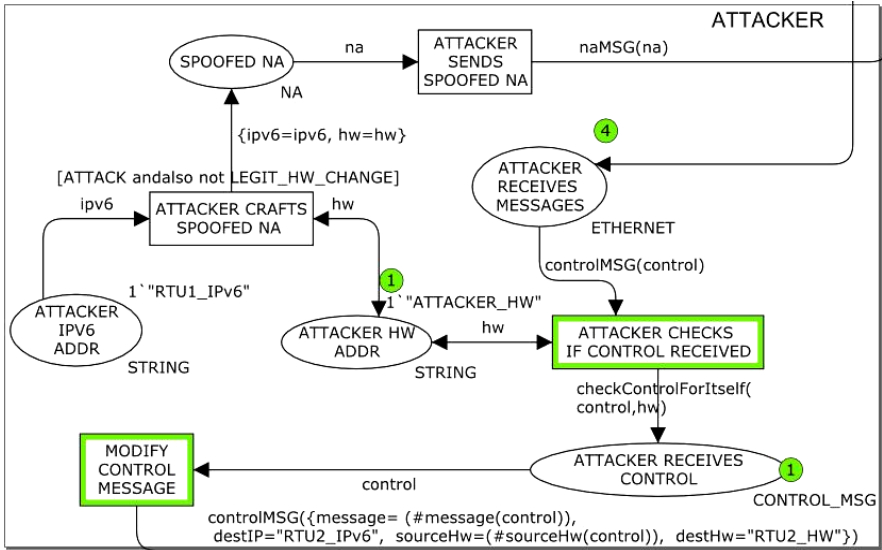 ATTACKER
SPOOFED NA
na
ATTACKER
SENDS
SPOOFED NA
naMSG(na)
NA
{ipv6=ipv6, hw=hw}
4
[ATTACK andalso not LEGIT_HW_CHANGE]
ATTACKER
RECEIVES
MESSAGES
ipv6
ATTACKER CRAFTS
SPOOFED NA
hw
ETHERNET
controlMSG(control)
1`"RTU1_IPv6"
1
1`"ATTACKER_HW"
ATTACKER
IPV6
ADDR
STRING
ATTACKER HW
ADDR
STRING
hw
ATTACKER CHECKS
IF CONTROL RECEIVED
checkControlForItself(
control,hw)
MODIFY
CONTROL
MESSAGE
control
ATTACKER RECEIVES
CONTROL
1
CONTROL_MSG
controlMSG({message= (#message(control)),
destIP="RTU2_IPv6", sourceHw=(#sourceHw(control)), destHw="RTU2_HW"})